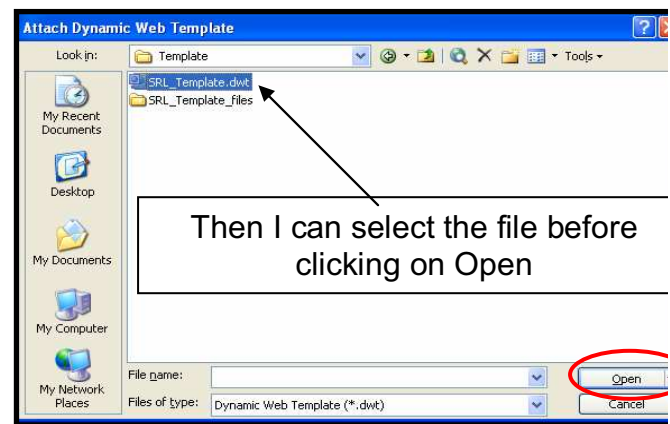 Attach Dynamic Web Template
Look in:
Template
Tools
SRL_Template.dwt
SRL_Template_files
My Recent
Documents
Desktop
My Documents
My Computer
My Network
Places
Then I can select the file before
clicking on Open
File name:
Open
Files of type:
Dynamic Web Template (*.dwt)
Cancel